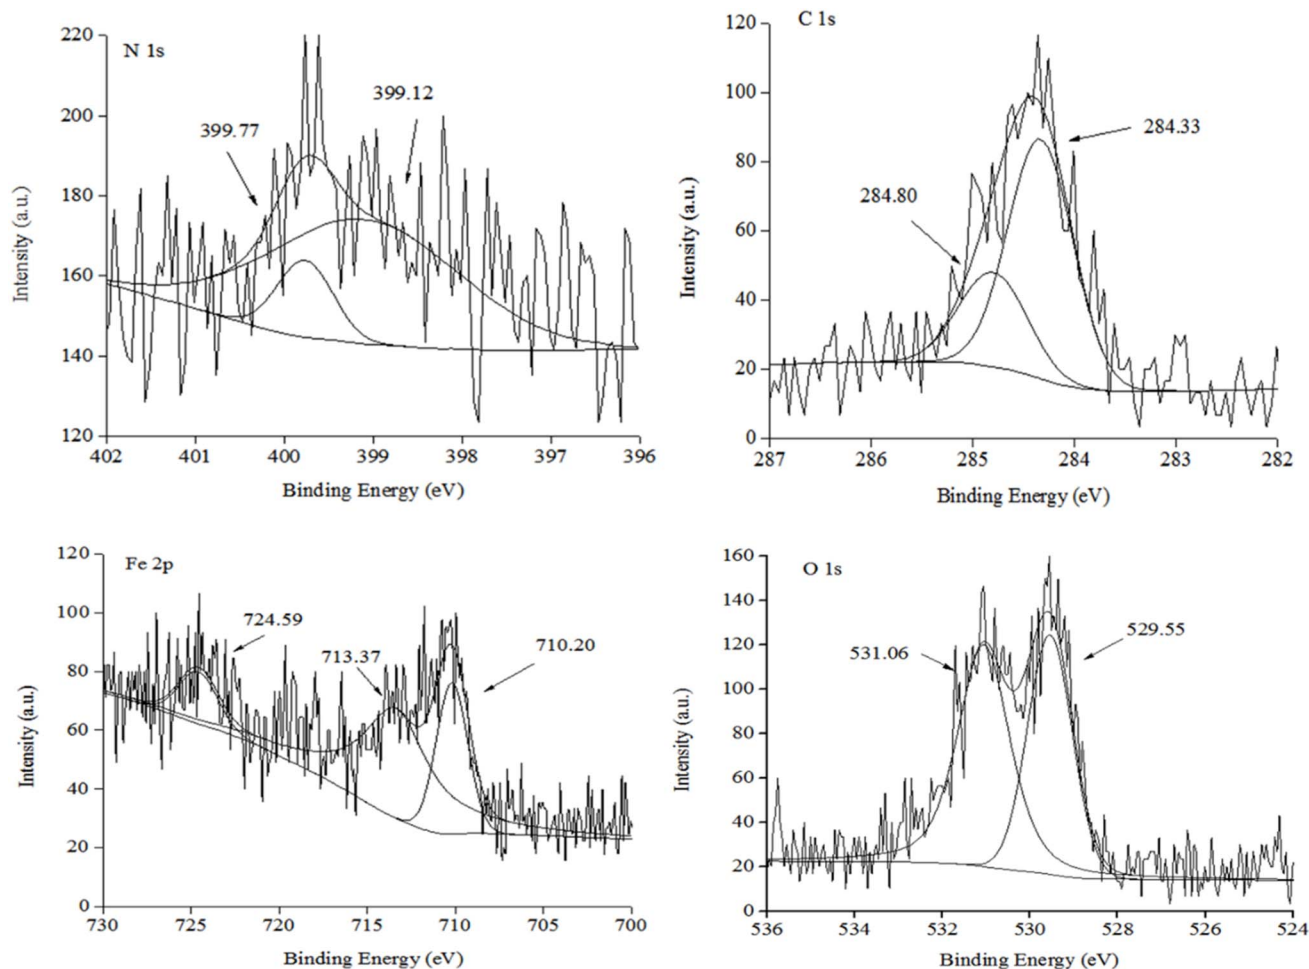 N 1s
399.77
399.12
Intensity (a.u.)
220
200
180
160
140
120
402 401 400 399 398 397 396
Binding Energy (eV)
C 1s
284.33
284.80
Intensity (a.u.)
120
100
80
60
40
20
0
287 286 285 284 283 282
Binding Energy (eV)
Fe 2p
724.59
713.37
710.20
Intensity (a.u.)
120
100
80
60
40
20
0
730 725 720 715 710 705 700
Binding Energy (eV)
O 1s
531.06
529.55
Intensity (a.u.)
160
140
120
100
80
60
40
20
0
536 534 532 530 528 526 524
Binding Energy (eV)